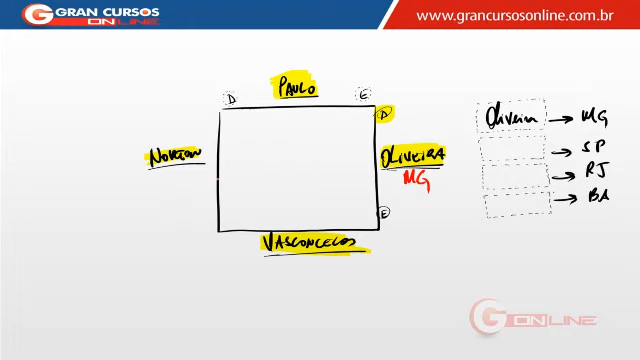 GRAN CURSOS
ONLINE
www.grancursosonline.com.br
PAULO
D
E
D
NORTON
OLIVEIRA
MG
E
VASCONCELOS
Oliveira → MG
→ SP
→ RJ
→ BA
G ONLINE